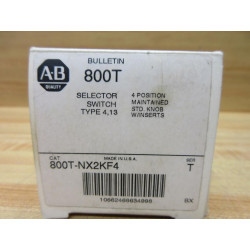 BULLETIN
A-B
QUALITY
800T
SELECTOR
SWITCH
TYPE 4,13
4 POSITION
MAINTAINED
STD. KNOB
W/INSERTS
CAT.
MADE IN U.S.A.
SER
800T-NX2KF4
T
BX